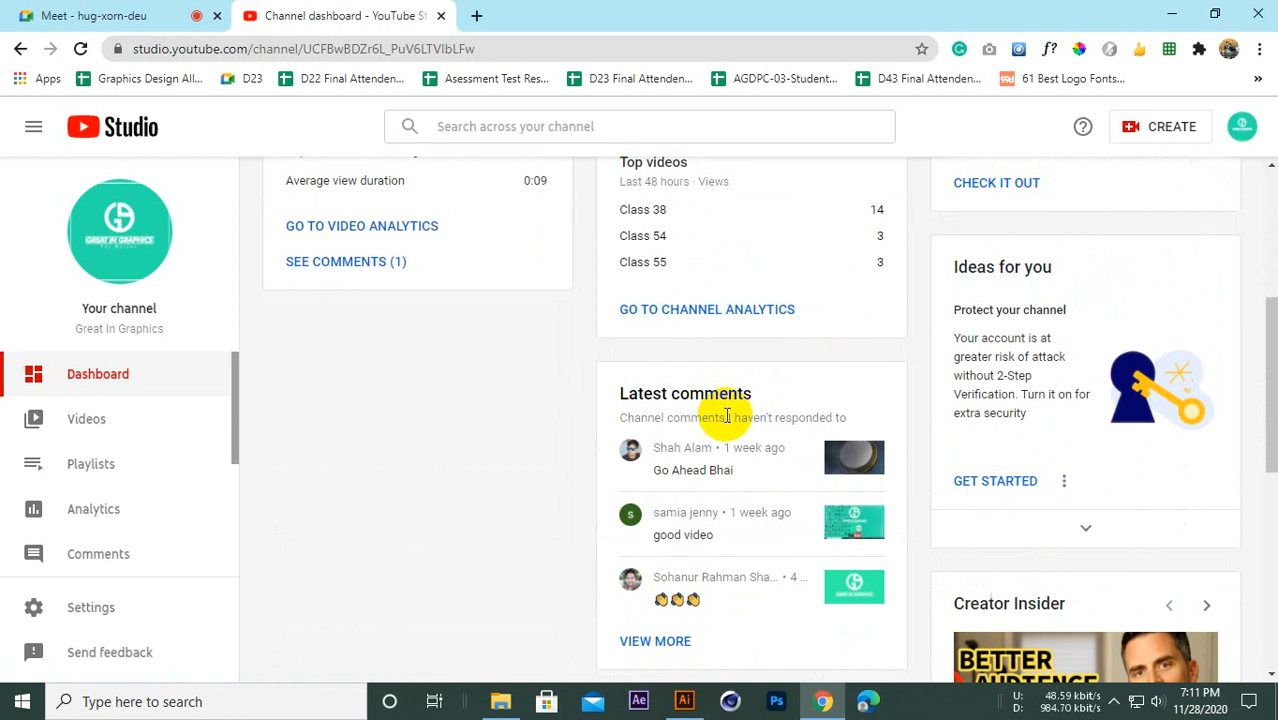 Meet - hug-xorn-deu
Channel dashboard - YouTube St
studio.youtube.com/channel/UCFBwBDZr6L_PuV6LTVIbLFw
Apps
Graphics Design All...
D23
D22 Final Attenden...
Asessment Test Res...
D23 Final Attenden...
AGDPC-03-Student...
D43 Final Attenden...
99d
61 Best Logo Fonts...
»
Studio
Search across your channel
CREATE
GREAT IN GRAPHICS
Your channel
Great In Graphics
Dashboard
Videos
Playlists
Analytics
Comments
Settings
Send feedback
Average view duration 0:09
GO TO VIDEO ANALYTICS
SEE COMMENTS (1)
Top videos
Last 48 hours · Views
Class 38 14
Class 54 3
Class 55 3
GO TO CHANNEL ANALYTICS
Latest comments
Channel comments I haven't responded to
Shah Alam • 1 week ago
Go Ahead Bhai
S
samia jenny • 1 week ago
good video
Sohanur Rahman Sha... • 4 ...
👏👏👏
VIEW MORE
CHECK IT OUT
Ideas for you
Protect your channel
Your account is at
greater risk of attack
without 2-Step
Verification. Turn it on for
extra security
GET STARTED
Creator Insider
BETTER
AUDIENCE
Type here to search
Ae
Ai
Ps
U: 48.59 kbit/s
D: 984.70 kbit/s
7:11 PM
11/28/2020